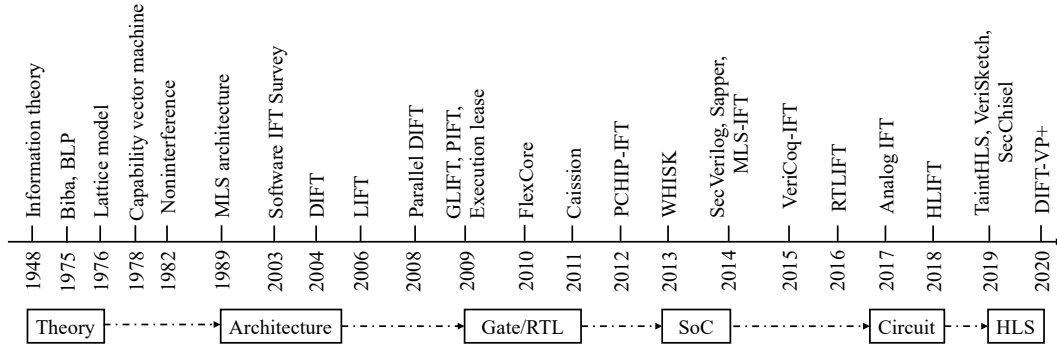 Information theory
Biba, BLP
Lattice model
Capability vector machine
Noninterference
MLS architecture
Software IFT Survey
DIFT
LIFT
Parallel DIFT
GLIFT, PIFT,
Execution lease
FlexCore
Caission
PCHIP-IFT
WHISK
SecVerilog, Sapper,
MLS-IFT
VeriCoq-IFT
RTLIFT
Analog IFT
HLIFT
TaintHLS, VeriSketch,
SecChisel
DIFT-VP+
1948
1975
1976
1978
1982
1989
2003
2004
2006
2008
2009
2010
2011
2012
2013
2014
2015
2016
2017
2018
2019
2020
Theory
Architecture
Gate/RTL
SoC
Circuit
HLS